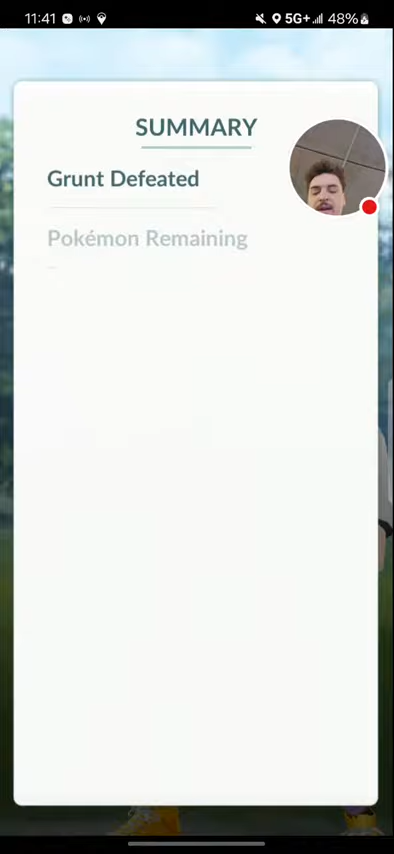 11:41
5G+ 48%
SUMMARY
Grunt Defeated
Pokémon Remaining